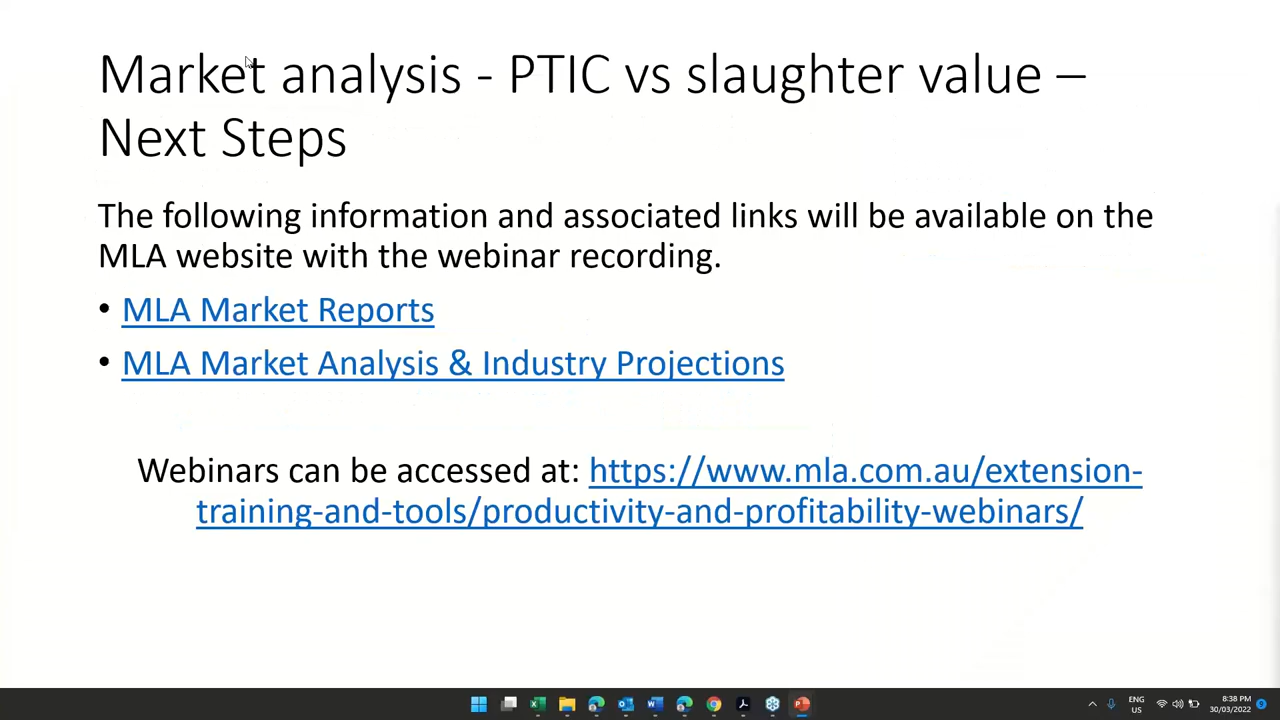 Market analysis - PTIC vs slaughter value –
Next Steps
The following information and associated links will be available on the
MLA website with the webinar recording.
• MLA Market Reports
• MLA Market Analysis & Industry Projections
Webinars can be accessed at: https://www.mla.com.au/extension-
training-and-tools/productivity-and-profitability-webinars/
ENG
US
8:38 PM
30/03/2022